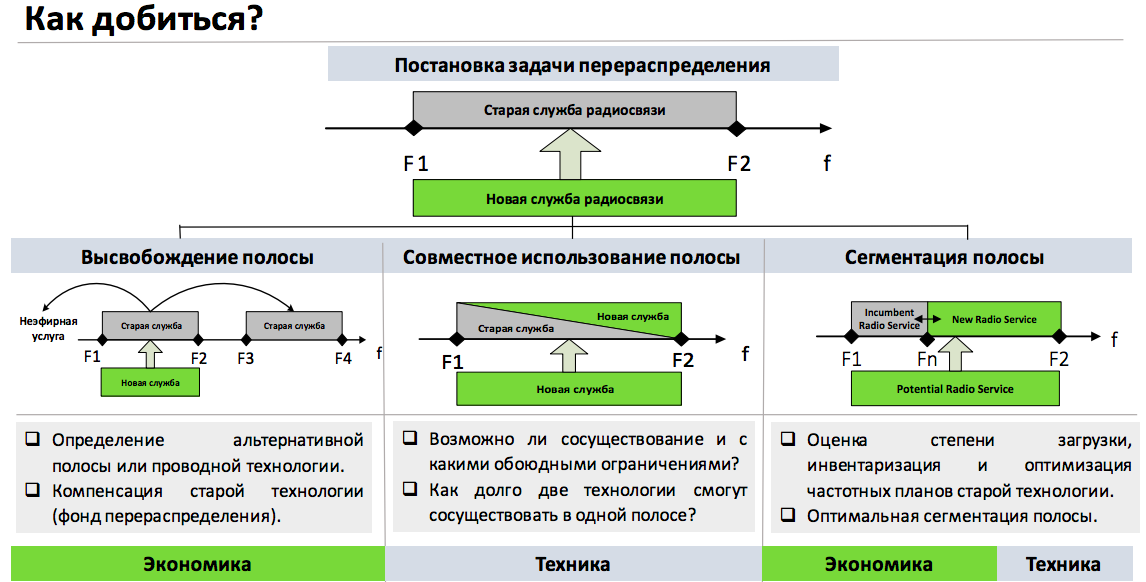 Как добиться?
Постановка задачи перераспределения
Старая служба радиосвязи
F1
F2
f
Новая служба радиосвязи
Высвобождение полосы
Неэфирная
услуга
Старая служба
Старая служба
F1
F2
F3
F4
f
Новая служба
Определение альтернативной
полосы или проводной технологии.
Компенсация старой технологии
(фонд перераспределения).
Экономика
Совместное использование полосы
Новая служба
Старая служба
F1
F2
f
Новая служба
Возможно ли сосуществование и с
какими обоюдными ограничениями?
Как долго две технологии смогут
сосуществовать в одной полосе?
Техника
Сегментация полосы
Incumbent
Radio Service
New Radio Service
F1
Fn
F2
f
Potential Radio Service
Оценка степени загрузки,
инвентаризация и оптимизация
частотных планов старой технологии.
Оптимальная сегментация полосы.
Экономика
Техника